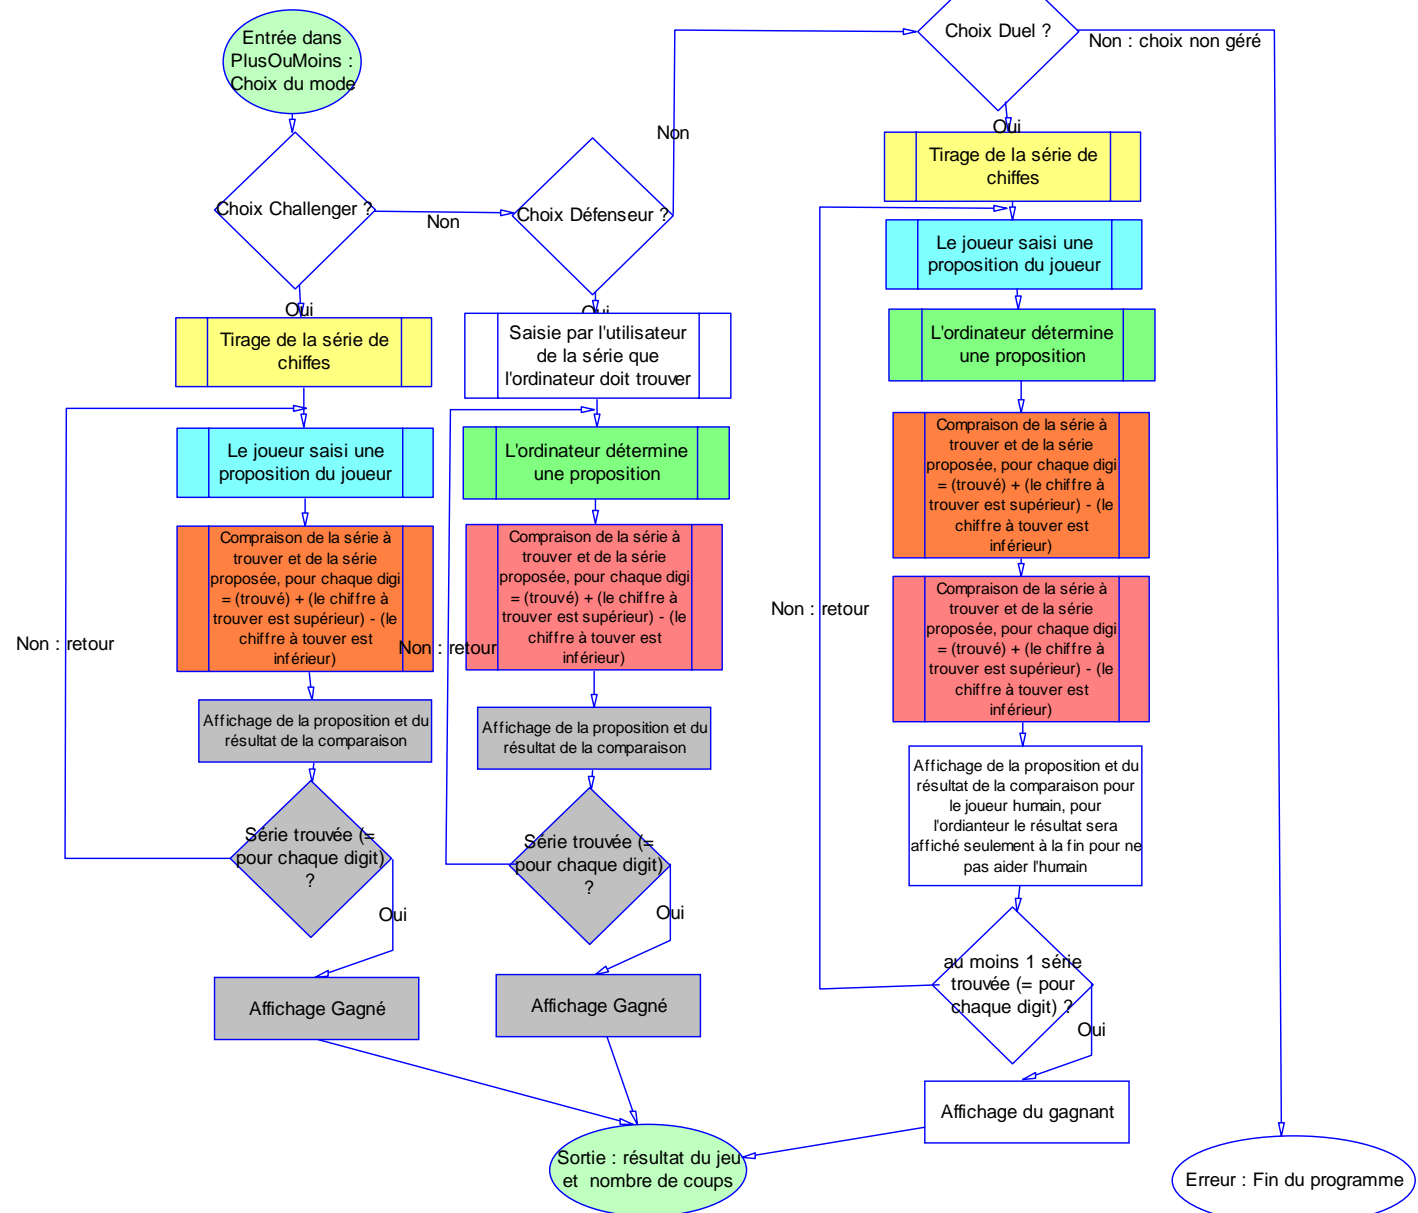 Entrée dans
PlusOuMoins :
Choix du mode
Choix Challenger ?
Non
Choix Défenseur ?
Non
Choix Duel ?
Non : choix non géré
Oui
Tirage de la série de
chiffes
Le joueur saisi une
proposition du joueur
Compraison de la série à
trouver et de la série
proposée, pour chaque digi
= (trouvé) + (le chiffre à
trouver est supérieur) - (le
chiffre à touver est
inférieur)
Affichage de la proposition et du
résultat de la comparaison
Série trouvée (=
pour chaque digit)
?
Non : retour
Oui
Affichage Gagné
Oui
Saisie par l'utilisateur
de la série que
l'ordinateur doit trouver
L'ordinateur détermine
une proposition
Compraison de la série à
trouver et de la série
proposée, pour chaque digi
= (trouvé) + (le chiffre à
trouver est supérieur) - (le
chiffre à touver est
inférieur)
Affichage de la proposition et du
résultat de la comparaison
Série trouvée (=
pour chaque digit)
?
Non : retour
Oui
Affichage Gagné
Oui
Tirage de la série de
chiffes
Le joueur saisi une
proposition du joueur
L'ordinateur détermine
une proposition
Compraison de la série à
trouver et de la série
proposée, pour chaque digi
= (trouvé) + (le chiffre à
trouver est supérieur) - (le
chiffre à touver est
inférieur)
Compraison de la série à
trouver et de la série
proposée, pour chaque digi
= (trouvé) + (le chiffre à
trouver est supérieur) - (le
chiffre à touver est
inférieur)
Affichage de la proposition et du
résultat de la comparaison pour
le joueur humain, pour
l'ordianteur le résultat sera
affiché seulement à la fin pour ne
pas aider l'humain
au moins 1 série
trouvée (= pour
chaque digit) ?
Non : retour
Oui
Affichage du gagnant
Sortie : résultat du jeu
et nombre de coups
Erreur : Fin du programme